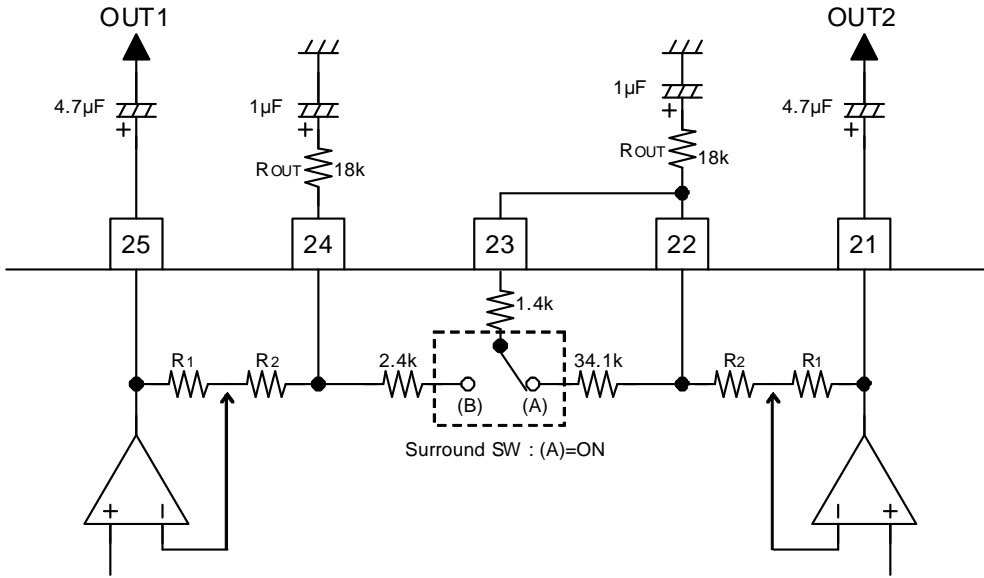 OUT1 OUT2
4.7µF 1µF 1µF 4.7µF
+ + + +
ROUT 18k ROUT 18k
25 24 23 22 21
1.4k
R1 R2 2.4k 34.1k R2 R1
(B) (A)
Surround SW : (A)=ON
+ − − +